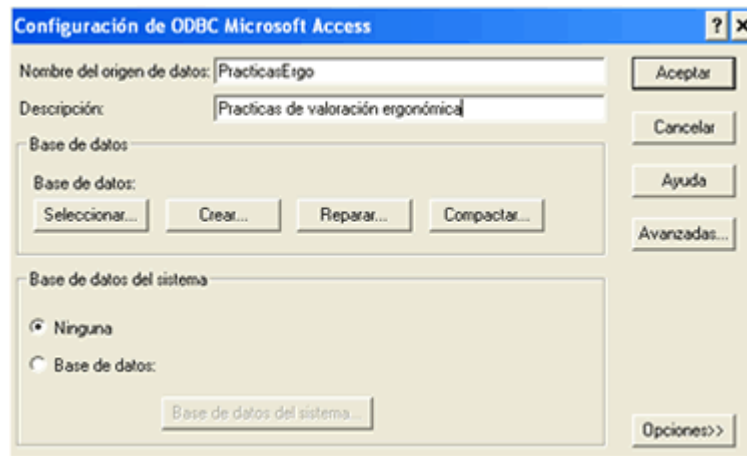 Configuración de ODBC Microsoft Access
Nombre del origen de datos: PracticasErgo
Descripción: Practicas de valoración ergonómica
Aceptar
Cancelar
Ayuda
Avanzadas...
Opciones>>
Base de datos
Base de datos:
Seleccionar... Crear... Reparar... Compactar...
Base de datos del sistema
Ninguna
Base de datos:
Base de datos del sistema...